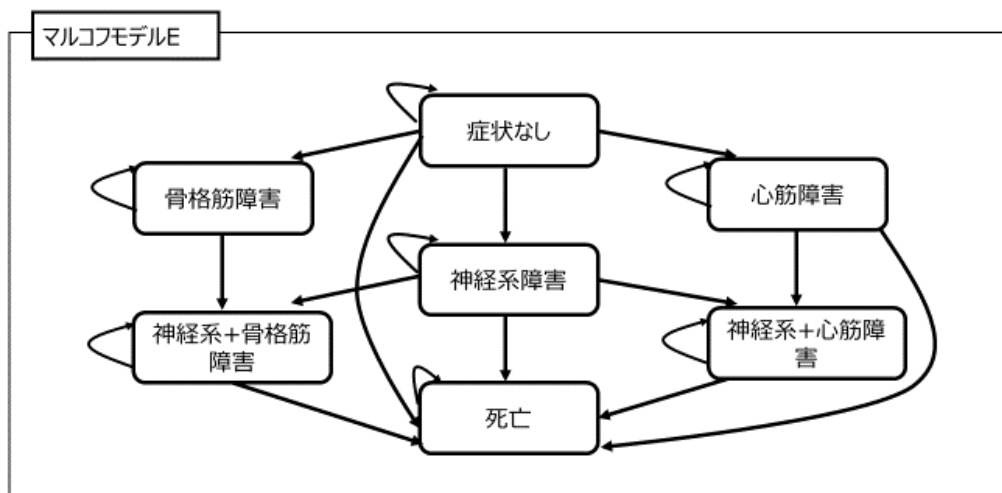 マルコフモデルE
症状なし
骨格筋障害
心筋障害
神経系障害
神経系+骨格筋
障害
神経系+心筋障
害
死亡